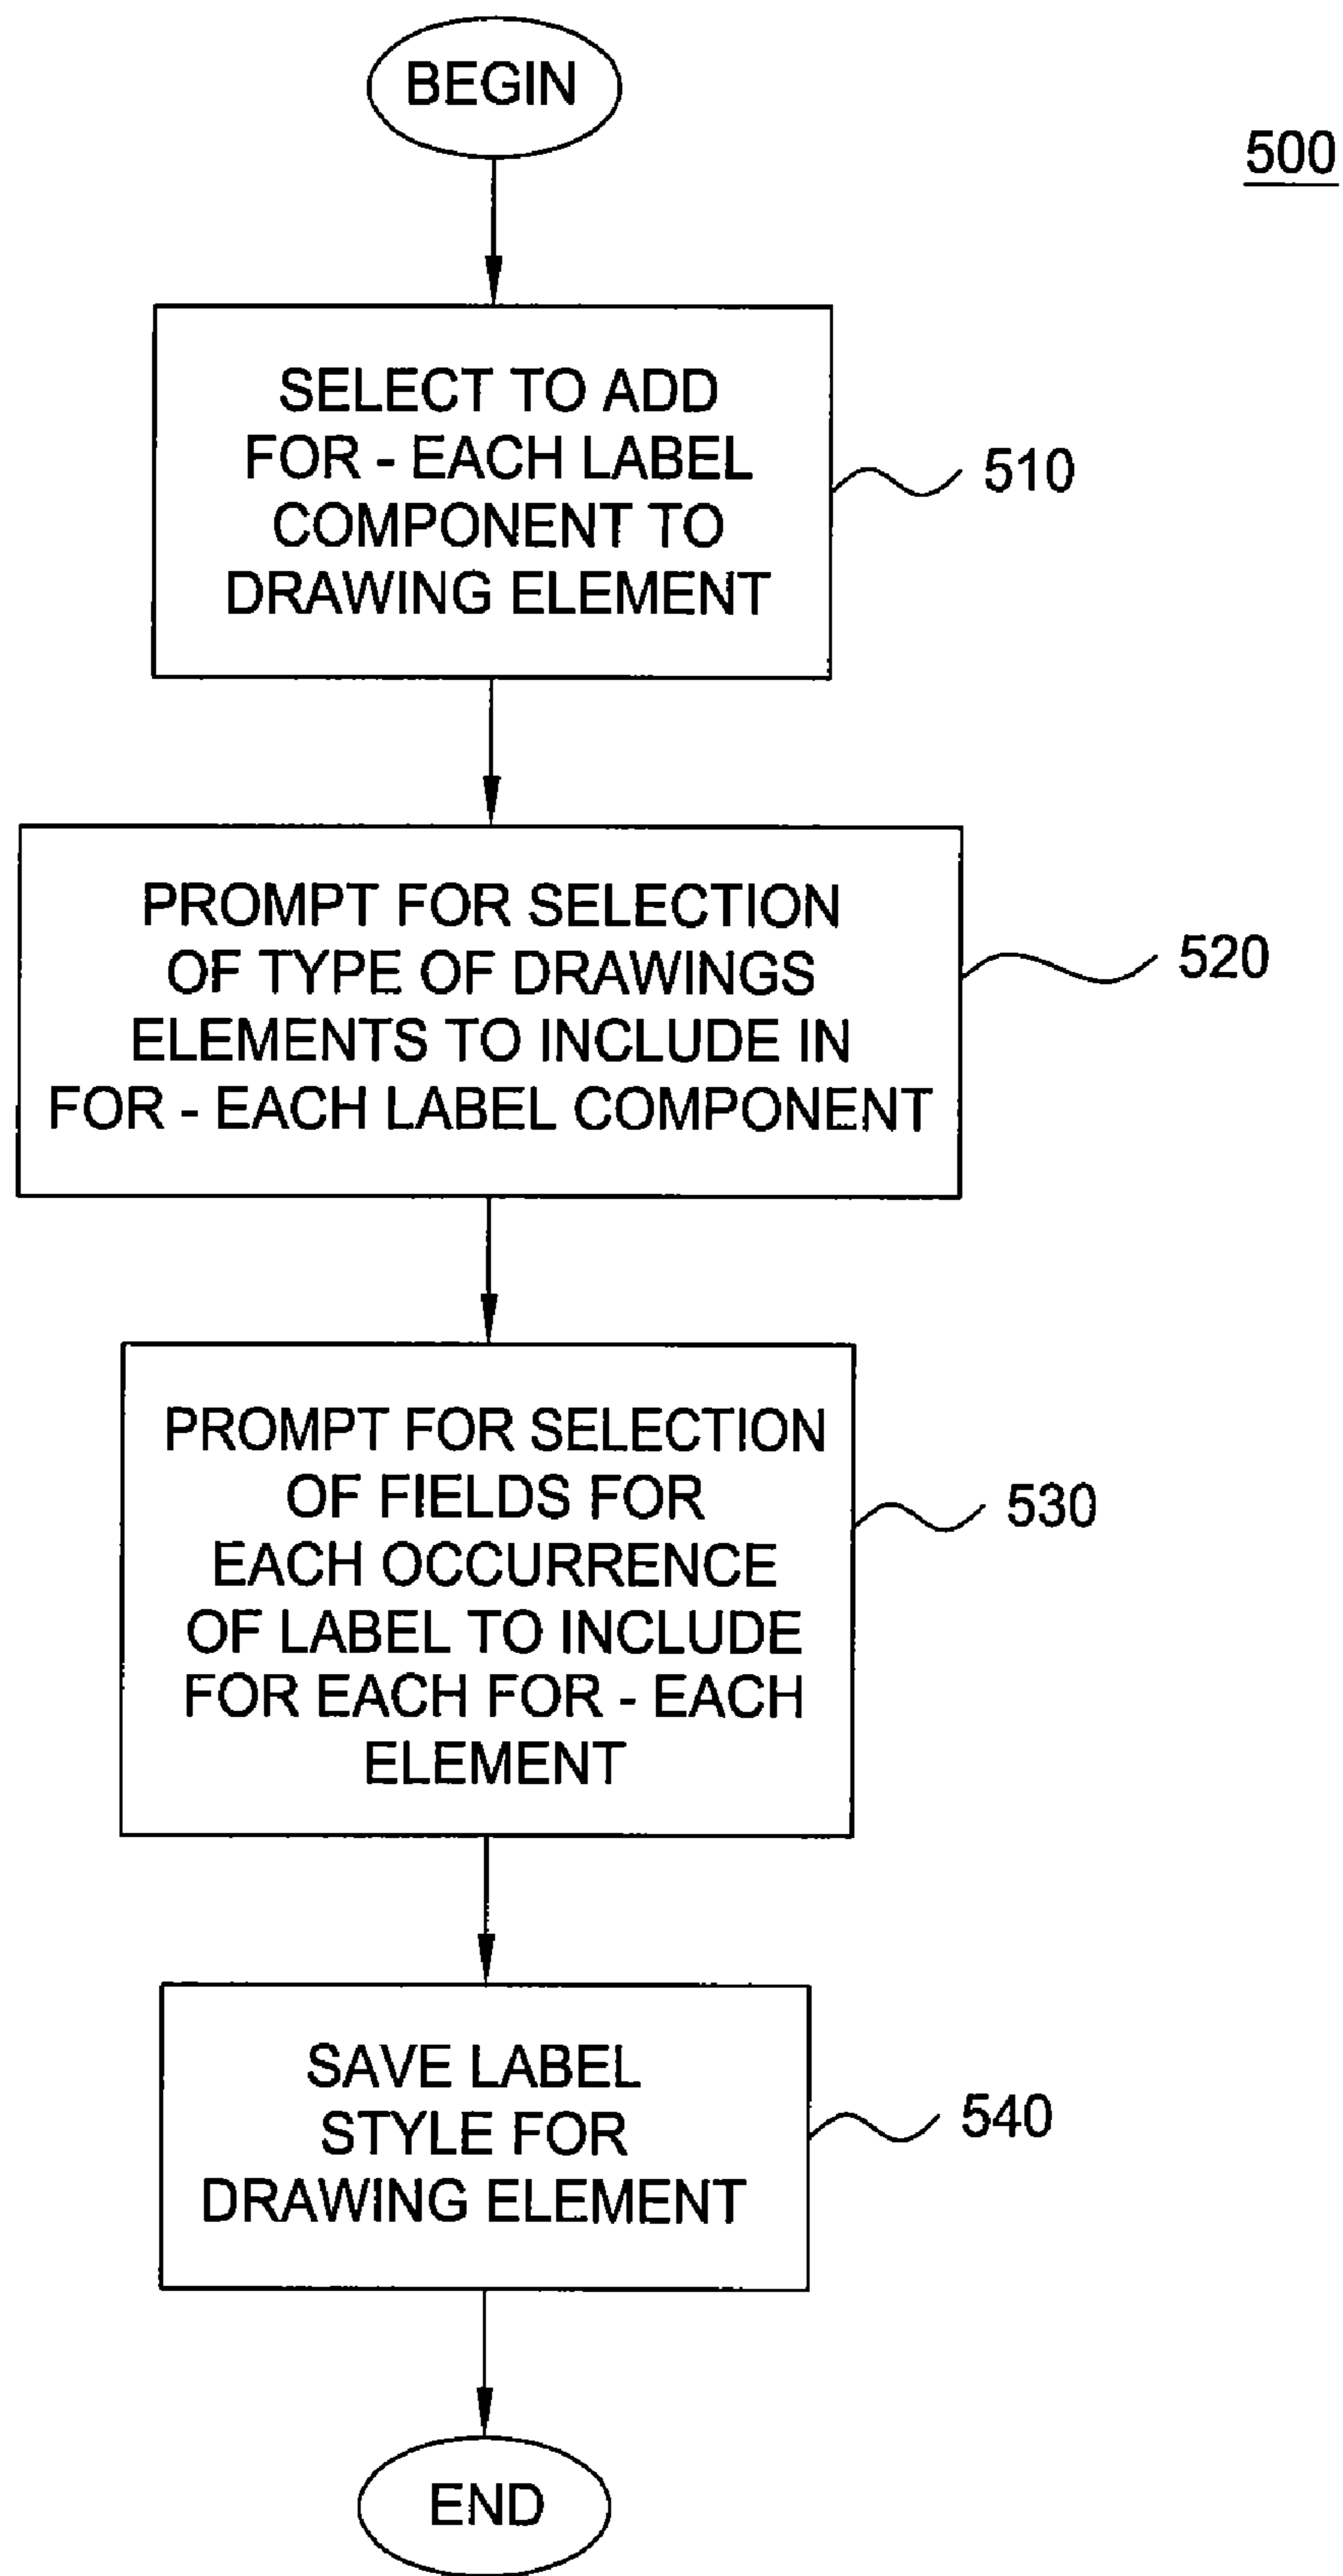 BEGIN
500
SELECT TO ADD
FOR - EACH LABEL
COMPONENT TO
DRAWING ELEMENT
510
PROMPT FOR SELECTION
OF TYPE OF DRAWINGS
ELEMENTS TO INCLUDE IN
FOR - EACH LABEL COMPONENT
520
PROMPT FOR SELECTION
OF FIELDS FOR
EACH OCCURRENCE
OF LABEL TO INCLUDE
FOR EACH FOR - EACH
ELEMENT
530
SAVE LABEL
STYLE FOR
DRAWING ELEMENT
540
END